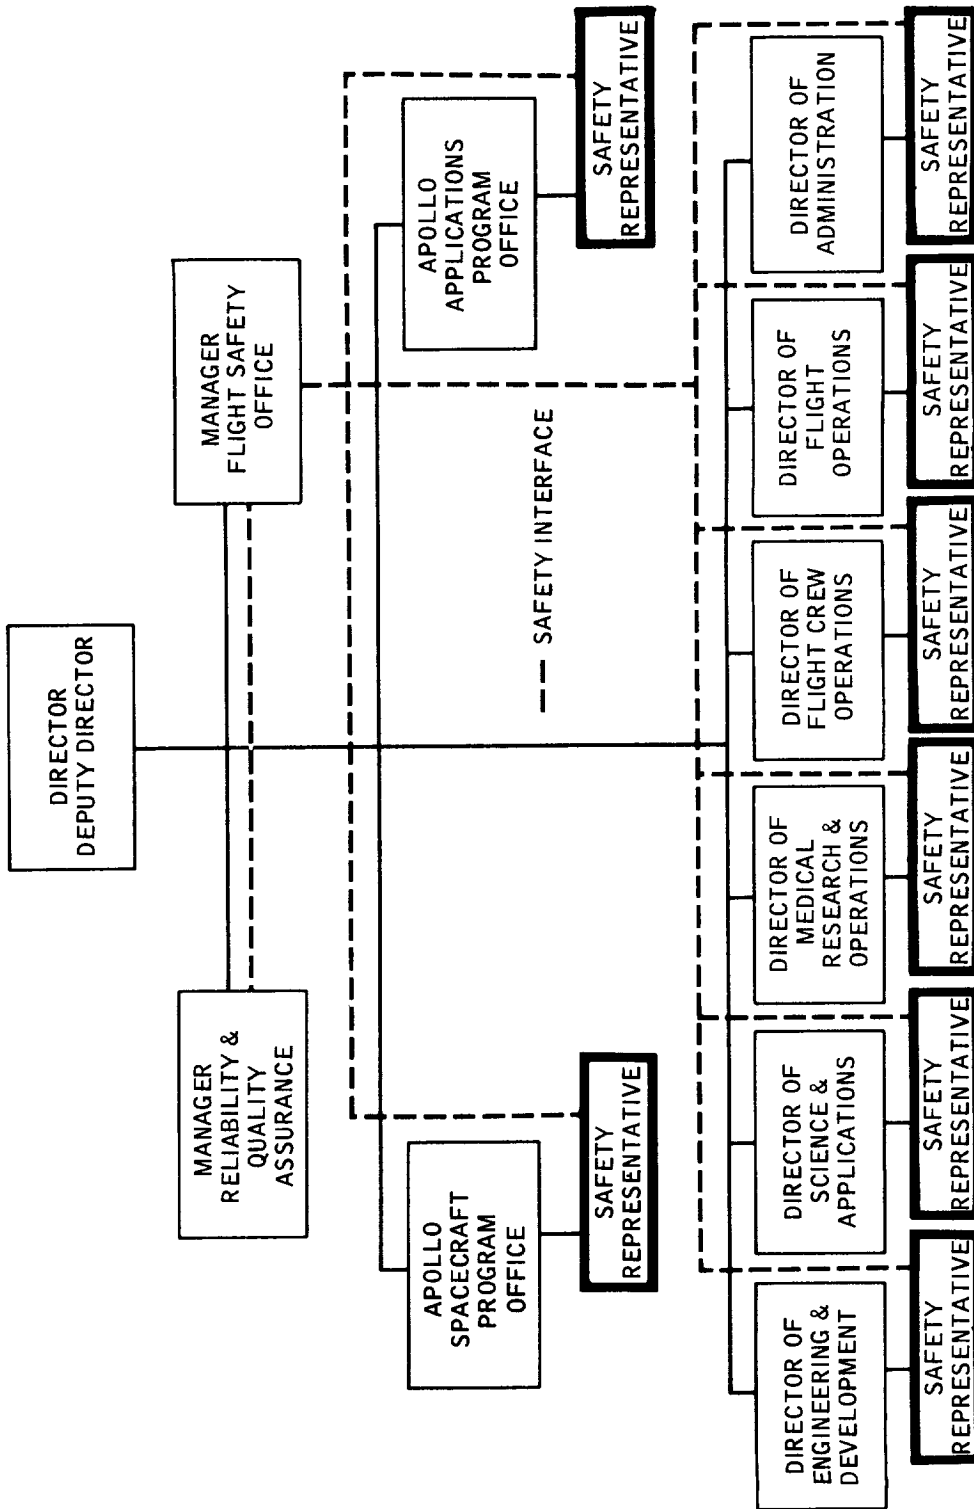 DIRECTOR
DEPUTY DIRECTOR
MANAGER
RELIABILITY &
QUALITY
ASSURANCE
MANAGER
FLIGHT SAFETY
OFFICE
APOLLO
SPACECRAFT
PROGRAM
OFFICE
APOLLO
APPLICATIONS
PROGRAM
OFFICE
SAFETY
REPRESENTATIVE
SAFETY
REPRESENTATIVE
SAFETY INTERFACE
DIRECTOR OF
ENGINEERING &
DEVELOPMENT
DIRECTOR OF
SCIENCE &
APPLICATIONS
DIRECTOR OF
MEDICAL
RESEARCH &
OPERATIONS
DIRECTOR OF
FLIGHT CREW
OPERATIONS
DIRECTOR OF
FLIGHT
OPERATIONS
DIRECTOR OF
ADMINISTRATION
SAFETY
REPRESENTATIVE
SAFETY
REPRESENTATIVE
SAFETY
REPRESENTATIVE
SAFETY
REPRESENTATIVE
SAFETY
REPRESENTATIVE
SAFETY
REPRESENTATIVE